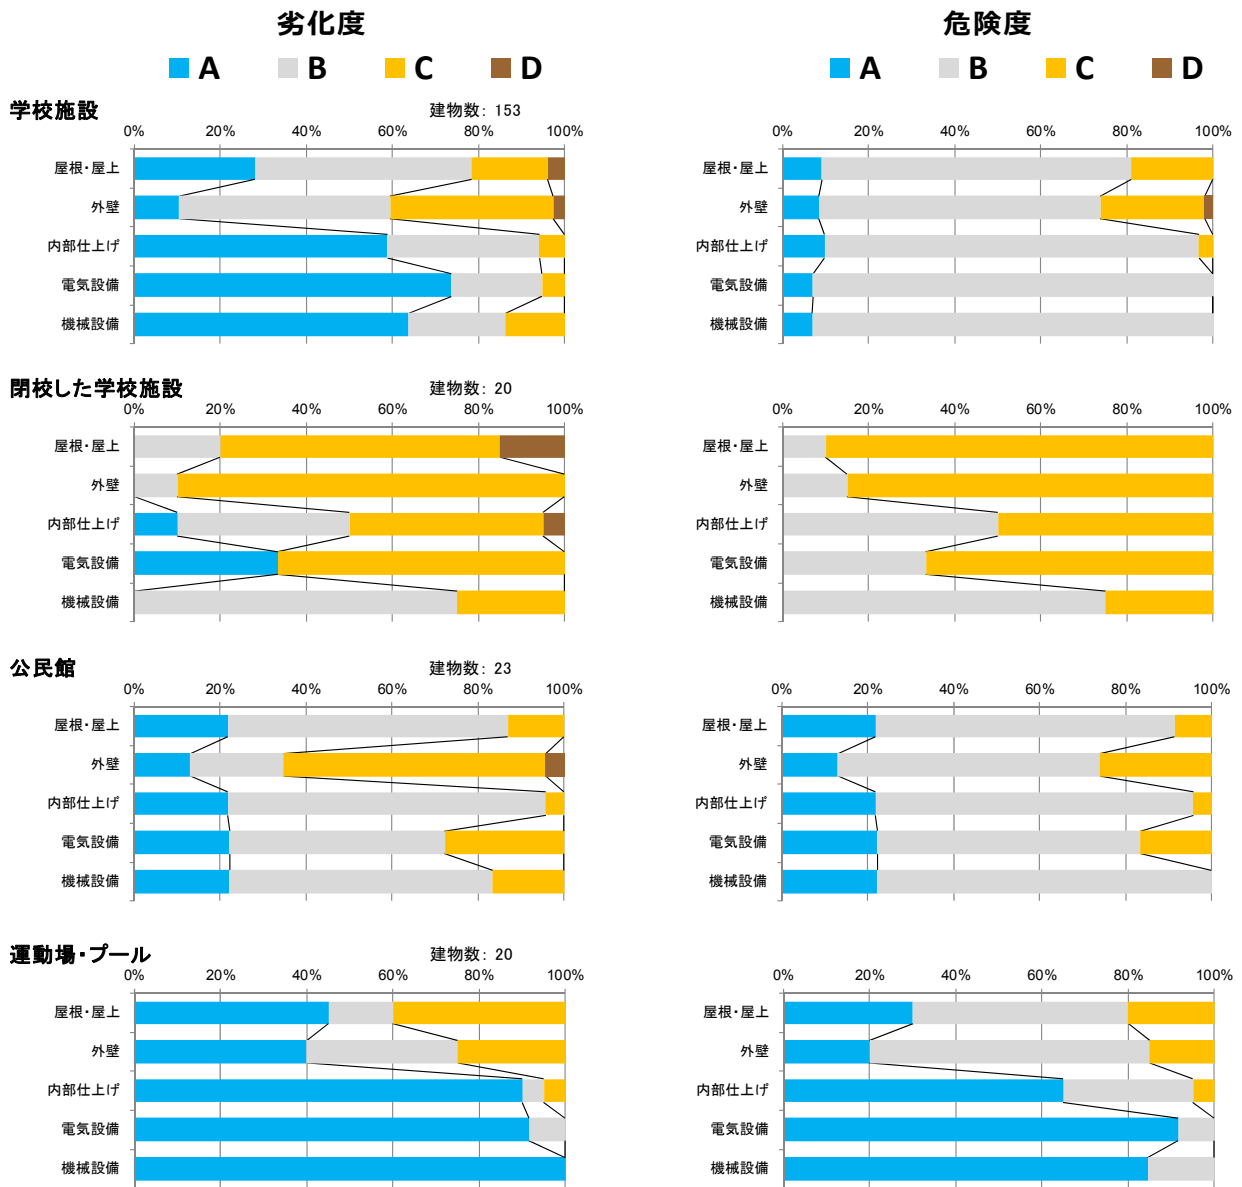 劣化度
危険度
A B C D
A B C D
学校施設 建物数: 153
0% 20% 40% 60% 80% 100%
0% 20% 40% 60% 80% 100%
屋根・屋上
外壁
内部仕上げ
電気設備
機械設備
屋根・屋上
外壁
内部仕上げ
電気設備
機械設備
閉校した学校施設 建物数: 20
0% 20% 40% 60% 80% 100%
0% 20% 40% 60% 80% 100%
屋根・屋上
外壁
内部仕上げ
電気設備
機械設備
屋根・屋上
外壁
内部仕上げ
電気設備
機械設備
公民館 建物数: 23
0% 20% 40% 60% 80% 100%
0% 20% 40% 60% 80% 100%
屋根・屋上
外壁
内部仕上げ
電気設備
機械設備
屋根・屋上
外壁
内部仕上げ
電気設備
機械設備
運動場・プール 建物数: 20
0% 20% 40% 60% 80% 100%
0% 20% 40% 60% 80% 100%
屋根・屋上
外壁
内部仕上げ
電気設備
機械設備
屋根・屋上
外壁
内部仕上げ
電気設備
機械設備